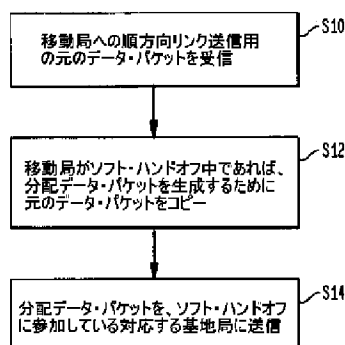 移動局への順方向リンク送信用
の元のデータ・パケットを受信
S10
移動局がソフト・ハンドオフ中であれば、
分配データ・パケットを生成するために
元のデータ・パケットをコピー
S12
分配データ・パケットを、ソフト・ハンドオフ
に参加している対応する基地局に送信
S14